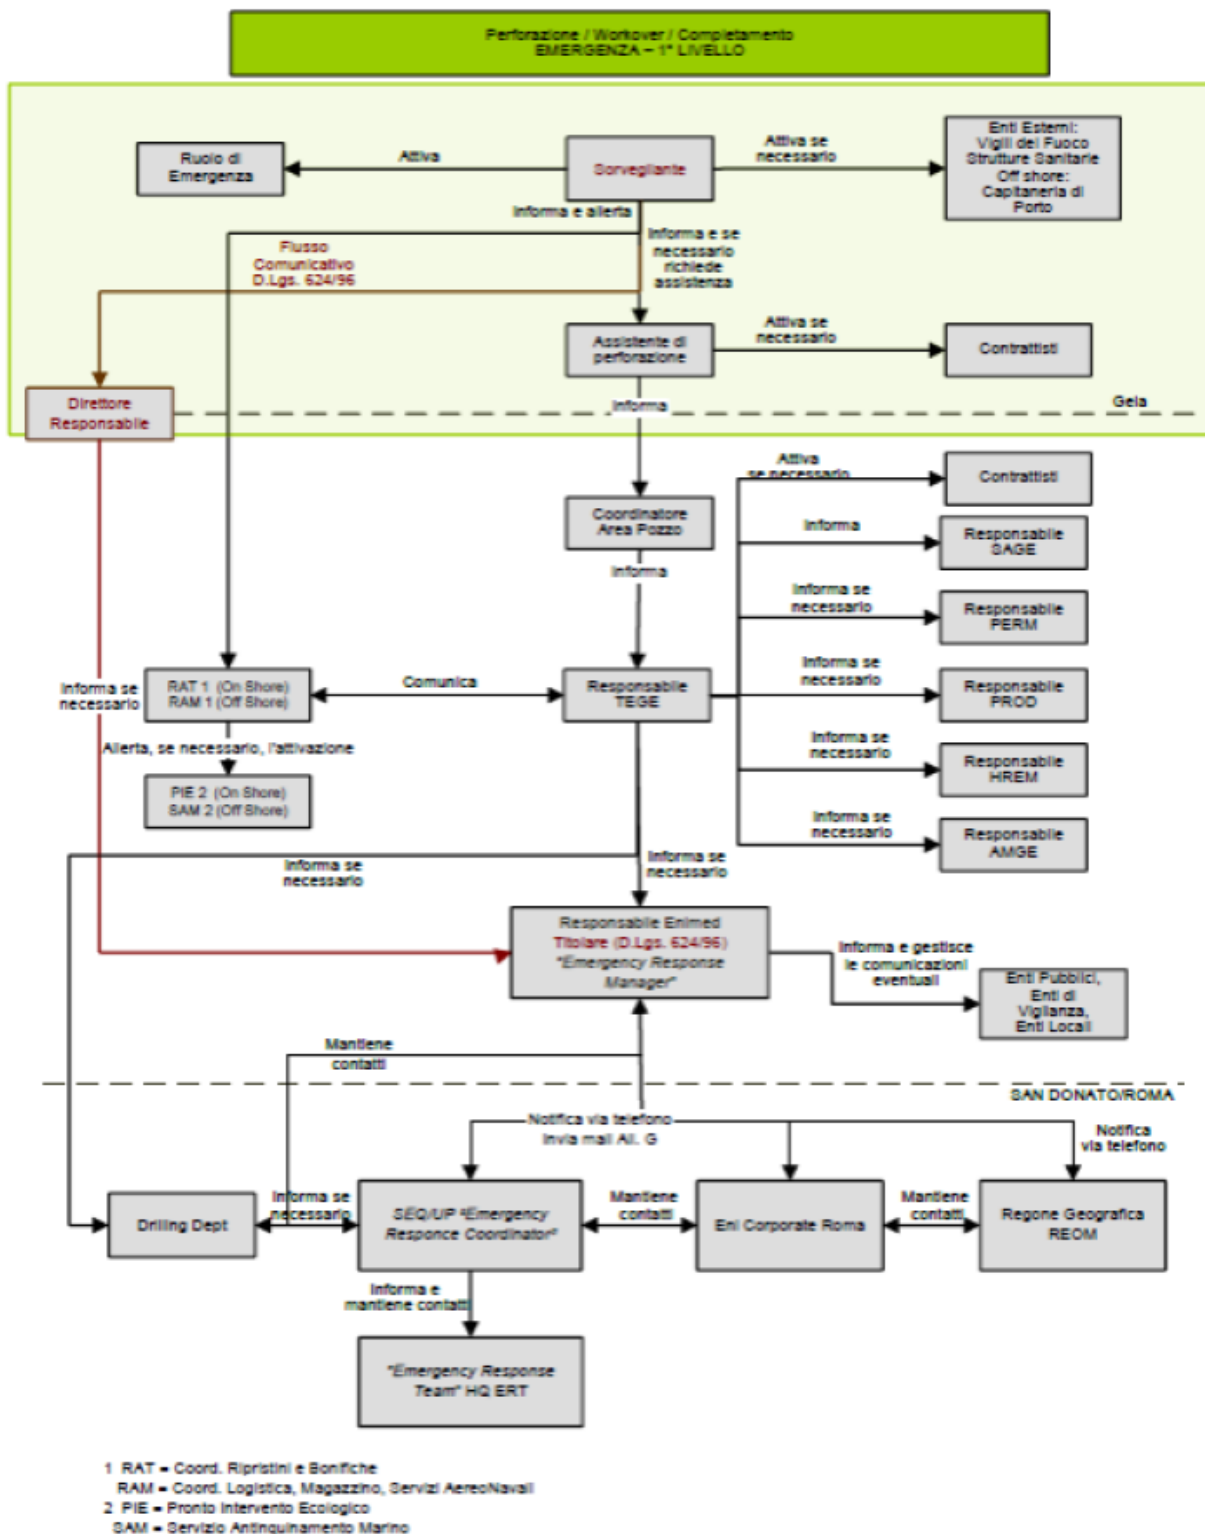 Perforazione / Workover / Completamento
EMERGENZA – 1° LIVELLO
Ruolo di
Emergenza
Attiva
Sorvegliante
Attiva se
necessario
Enti Esterni:
Vigili del Fuoco
Strutture Sanitarie
Off shore:
Capitaneria di
Porto
Informa e allerta
Flusso
Comunicativo
D.Lgs. 624/96
Informa e se
necessario
richiede
assistenza
Assistente di
perforazione
Attiva se
necessario
Contrattisti
Direttore
Responsabile
Informa
Gela
Coordinatore
Area Pozzo
Attiva
se necessario
Contrattisti
Informa
Responsabile
SAGE
Informa
Informa se
necessario
Responsabile
PERM
Informa se
necessario
RAT 1 (On Shore)
RAM 1 (Off Shore)
Comunica
Responsabile
TEGE
Informa se
necessario
Responsabile
PROD
Allerta, se necessario, l'attivazione
PIE 2 (On Shore)
SAM 2 (Off Shore)
Informa se
necessario
Responsabile
HREM
Informa se
necessario
Responsabile
AMGE
Informa se
necessario
Informa se
necessario
Responsabile Enimed
Titolare (D.Lgs. 624/96)
"Emergency Response
Manager"
Informa e gestisce
le comunicazioni
eventuali
Enti Pubblici,
Enti di
Vigilanza,
Enti Locali
Mantiene
contatti
SAN DONATO/ROMA
Notifica via telefono
Invia mail All. G
Notifica
via telefono
Drilling Dept
Informa se
necessario
SEQ/UP "Emergency
Responce Coordinator"
Mantiene
contatti
Eni Corporate Roma
Mantiene
contatti
Regone Geografica
REOM
Informa e
mantiene contatti
"Emergency Response
Team" HQ ERT
1 RAT = Coord. Ripristini e Bonifiche
RAM = Coord. Logistica, Magazzino, Servizi AereoNavali
2 PIE = Pronto Intervento Ecologico
SAM = Servizio Antinquinamento Marino